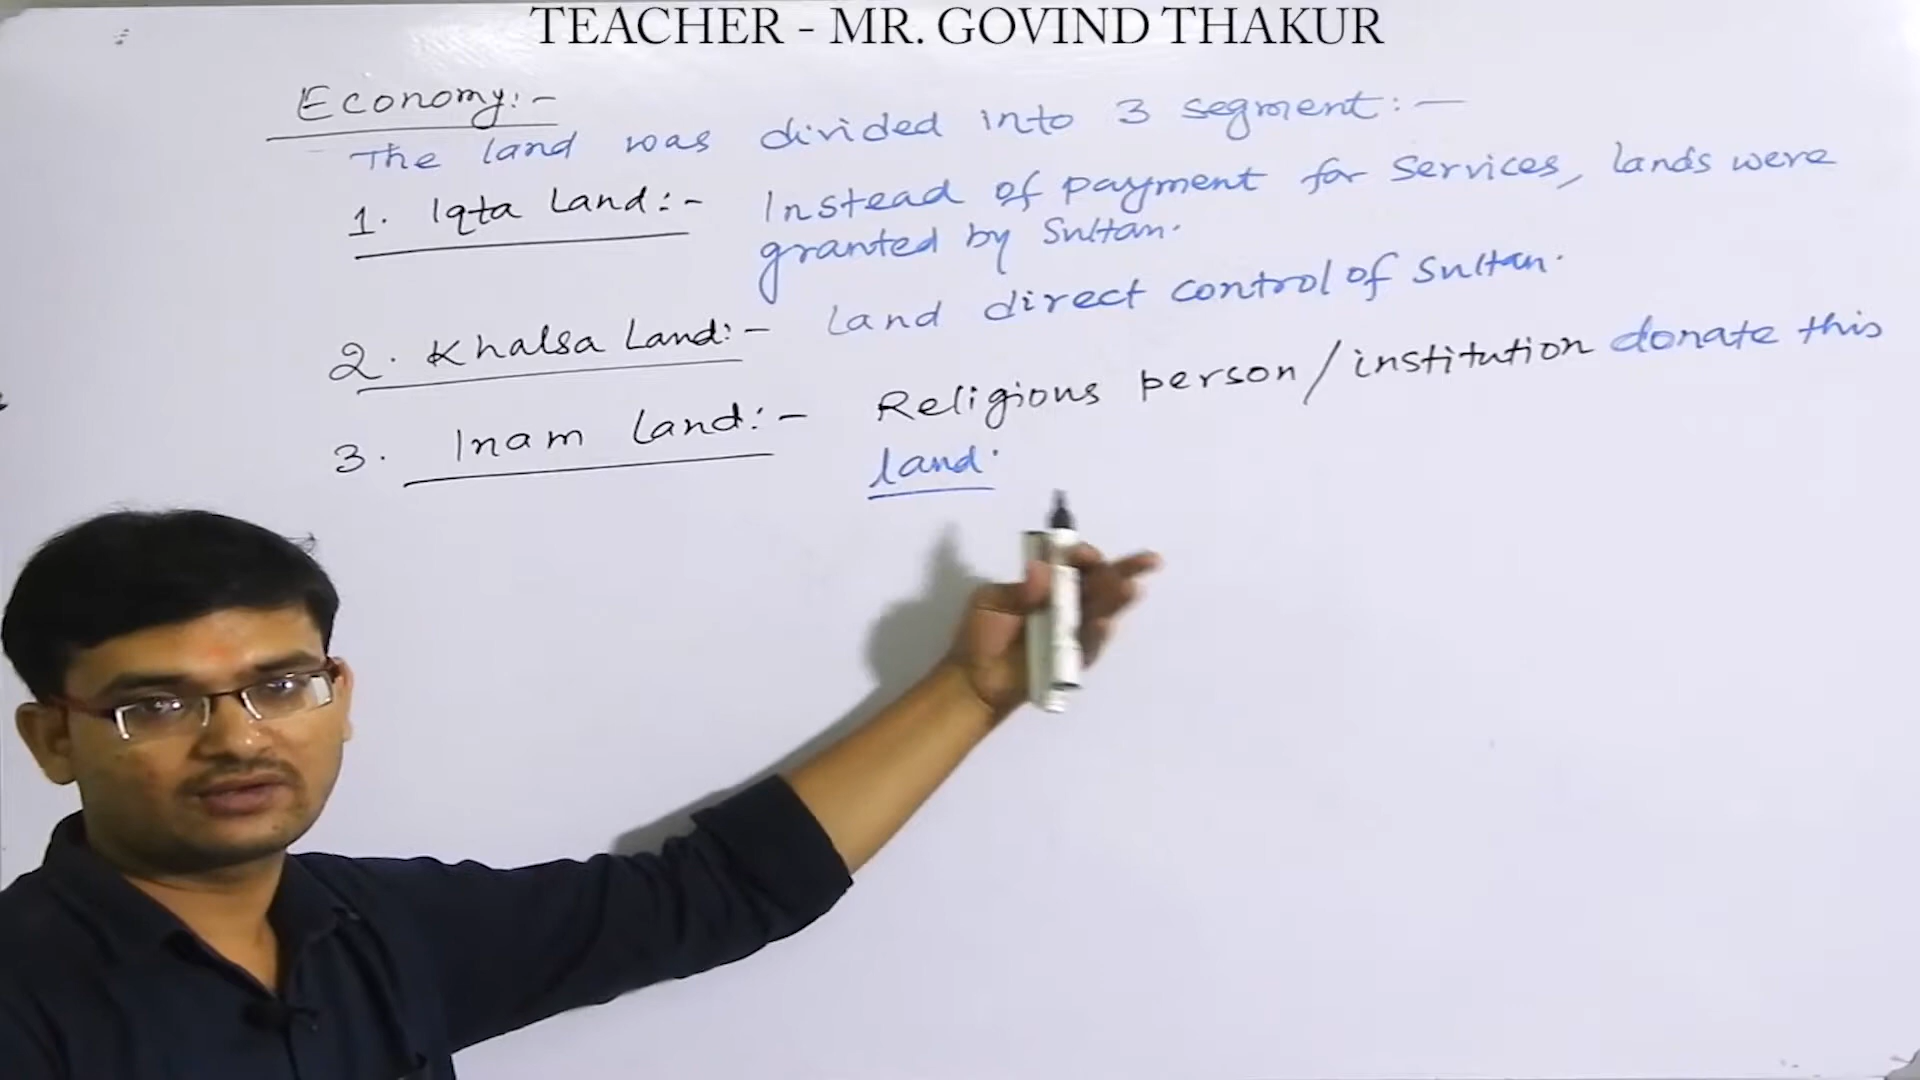 TEACHER - MR. GOVIND THAKUR
Economy:-
The land was divided into 3 segment:-
1. Iqta Land:- Instead of payment for services, lands were
granted by Sultan.
2. Khalsa Land:- Land direct control of Sultan.
3. Inam Land:- Religious person/institution donate this
land.